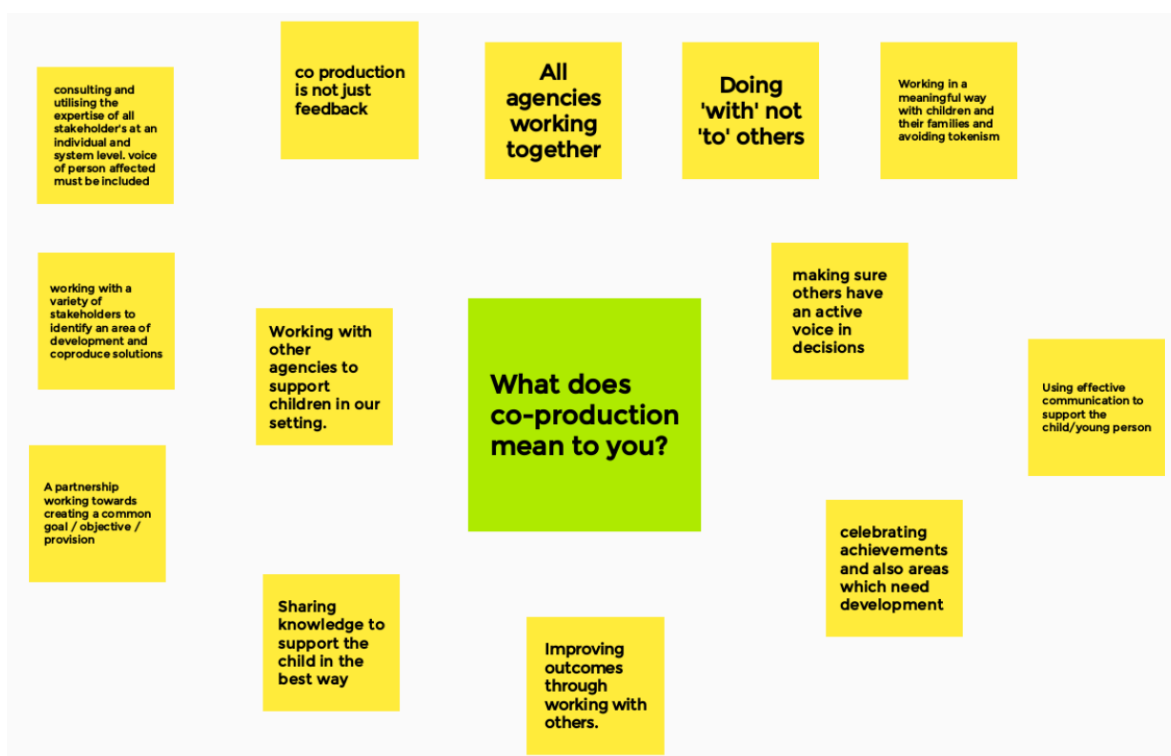 consulting and
utilising the
expertise of all
stakeholder's at an
individual and
system level. voice
of person affected
must be included
co production
is not just
feedback
All
agencies
working
together
Doing
'with' not
'to' others
Working in a
meaningful way
with children and
their families and
avoiding tokenism
working with a
variety of
stakeholders to
identify an area of
development and
coproduce solutions
Working with
other
agencies to
support
children in our
setting.
What does
co-production
mean to you?
making sure
others have
an active
voice in
decisions
Using effective
communication to
support the
child/young person
A partnership
working towards
creating a common
goal / objective /
provision
Sharing
knowledge to
support the
child in the
best way
Improving
outcomes
through
working with
others.
celebrating
achievements
and also areas
which need
development